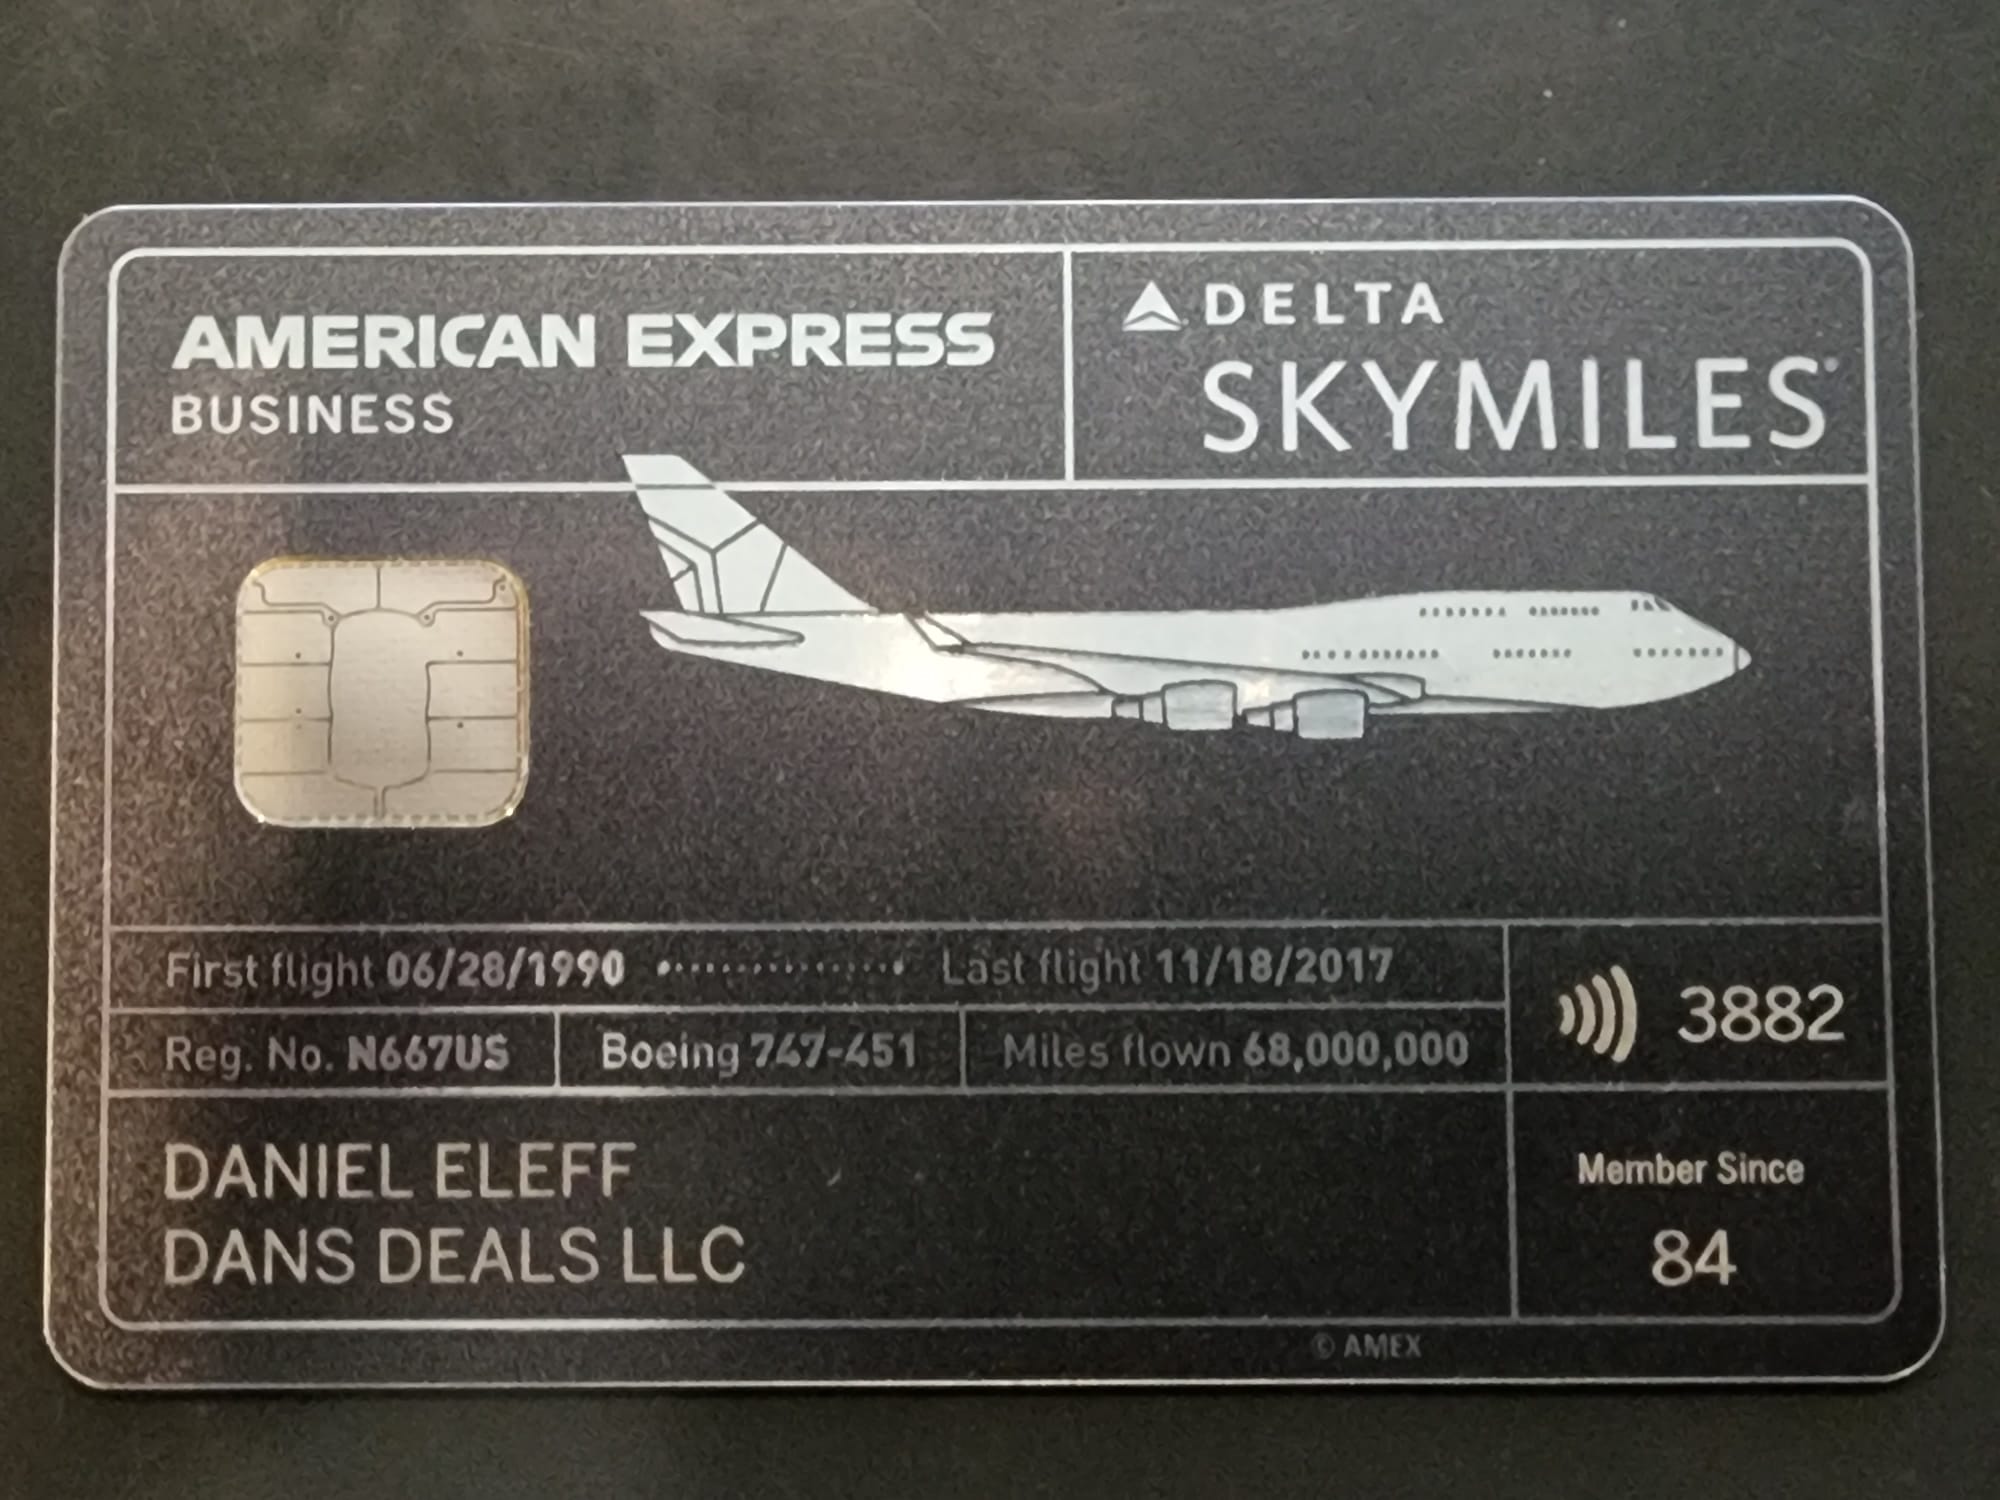 AMERICAN EXPRESS
BUSINESS
DELTA
SKYMILES®
First flight 06/28/1990 Last flight 11/18/2017
Reg. No. N667US Boeing 747-451 Miles flown 68,000,000
3882
DANIEL ELEFF
DANS DEALS LLC
Member Since
84
© AMEX